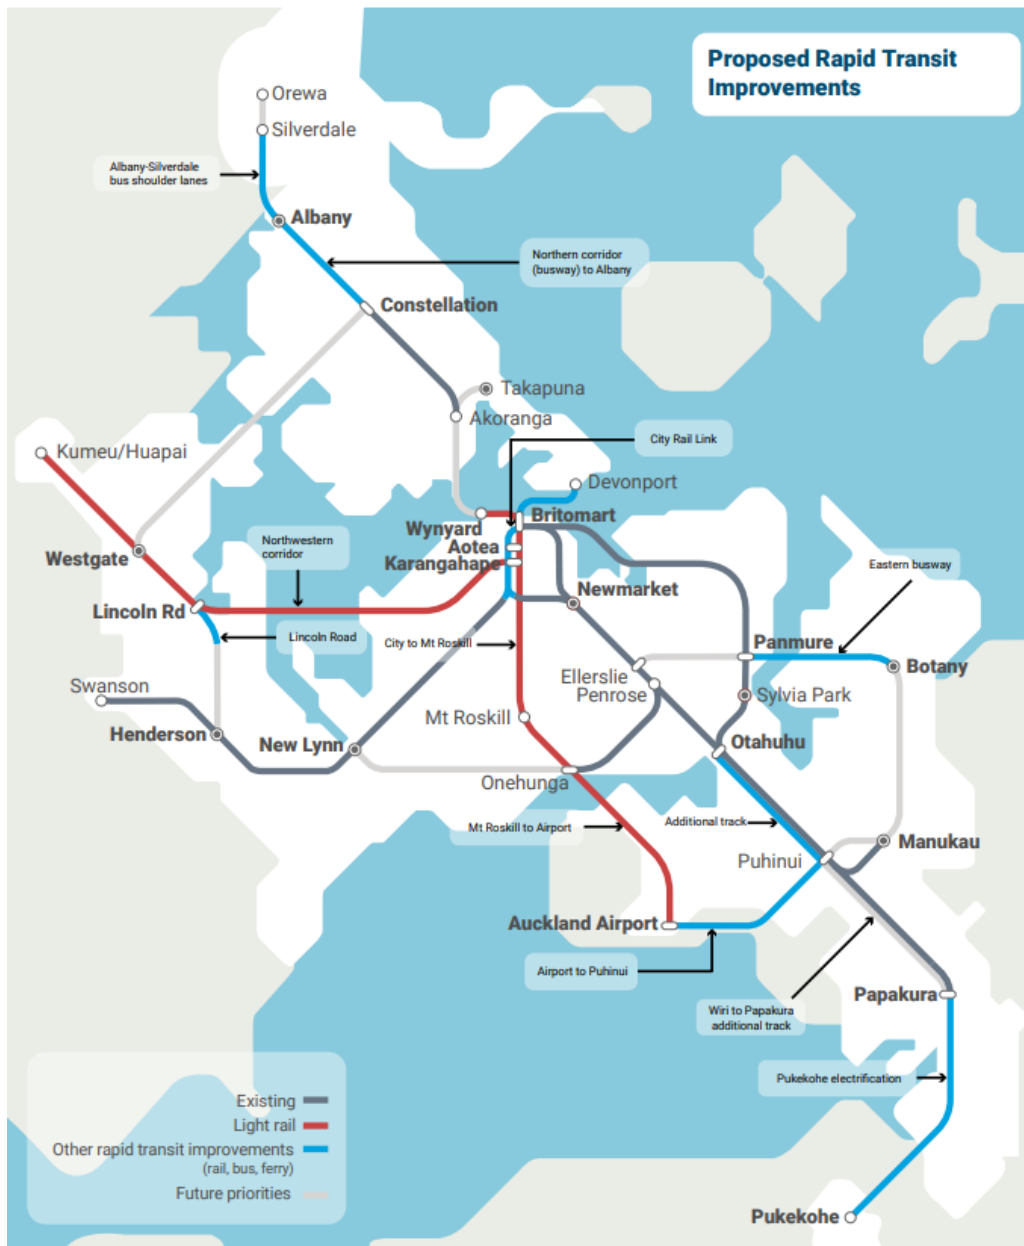 Proposed Rapid Transit
Improvements
Orewa
Silverdale
Albany-Silverdale
bus shoulder lanes
Albany
Northern corridor
(busway) to Albany
Constellation
Takapuna
Akoranga
City Rail Link
Kumeu/Huapai
Devonport
Britomart
Wynyard
Aotea
Karangahape
Northwestern
corridor
Westgate
Eastern busway
Newmarket
Lincoln Rd
Lincoln Road
City to Mt Roskill
Panmure
Botany
Ellerslie
Penrose
Sylvia Park
Swanson
Henderson
New Lynn
Mt Roskill
Otahuhu
Onehunga
Mt Roskill to Airport
Additional track
Puhinui
Manukau
Auckland Airport
Airport to Puhinui
Papakura
Wiri to Papakura
additional track
Pukekohe electrification
Existing
Light rail
Other rapid transit improvements
(rail, bus, ferry)
Future priorities
Pukekohe